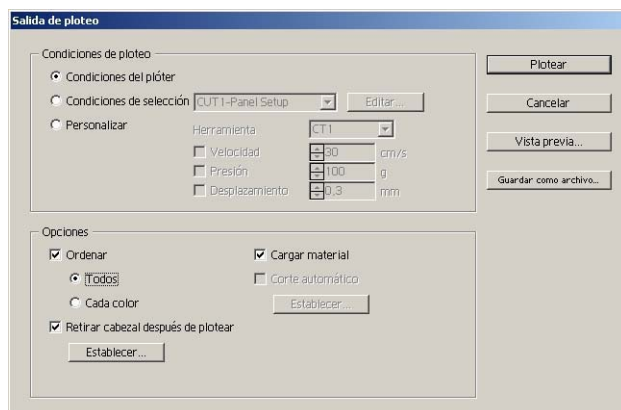 Salida de ploteo
Condiciones de ploteo
Condiciones del plóter
Condiciones de selección CUT1-Panel Setup Editar...
Personalizar
Herramienta CT1
Velocidad 30 cm/s
Presión 100 g
Desplazamiento 0,3 mm
Plotear
Cancelar
Vista previa...
Guardar como archivo...
Opciones
Ordenar
Todos
Cada color
Retirar cabezal después de plotear
Establecer...
Cargar material
Corte automático
Establecer...